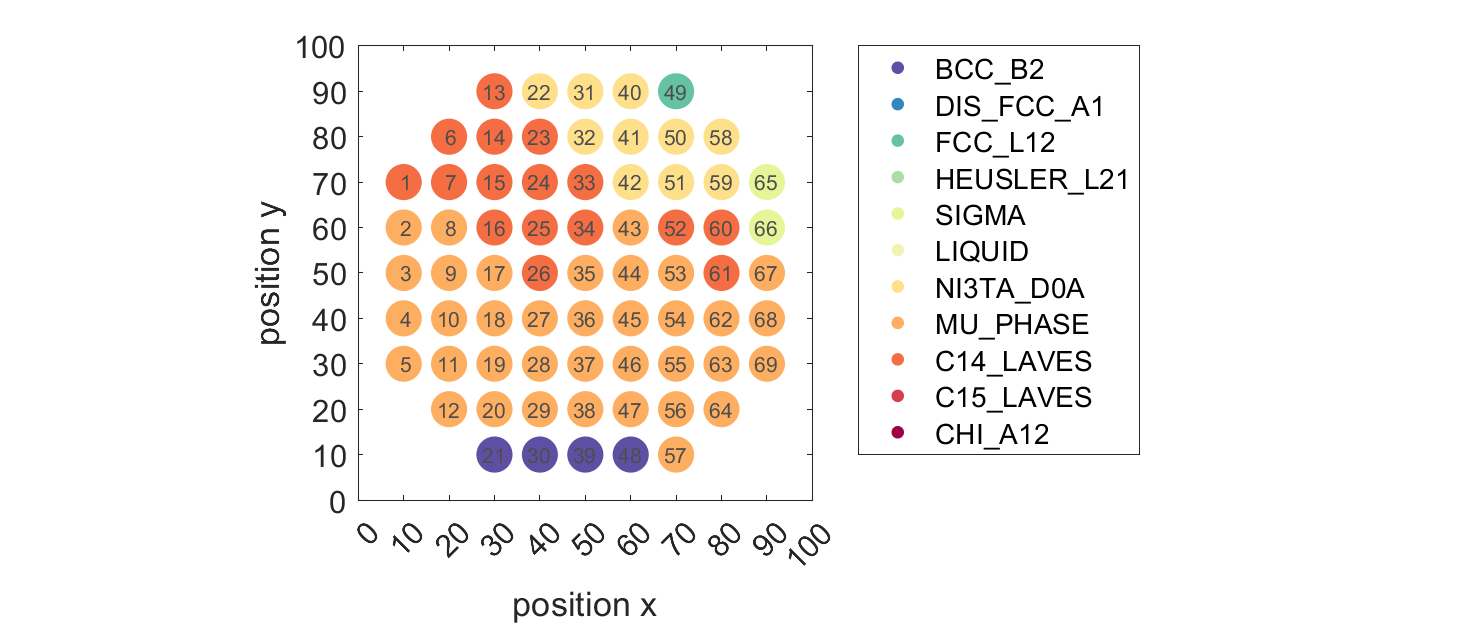 100
90
80
70
60
50
40
30
20
10
0
position y
13 22 31 40 49
6 14 23 32 41 50 58
1 7 15 24 33 42 51 59 65
2 8 16 25 34 43 52 60 66
3 9 17 26 35 44 53 61 67
4 10 18 27 36 45 54 62 68
5 11 19 28 37 46 55 63 69
12 20 29 38 47 56 64
21 30 39 48 57
0 10 20 30 40 50 60 70 80 90 100
position x
BCC_B2
DIS_FCC_A1
FCC_L12
HEUSLER_L21
SIGMA
LIQUID
NI3TA_D0A
MU_PHASE
C14_LAVES
C15_LAVES
CHI_A12